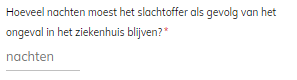 Hoeveel nachten moest het slachtoffer als gevolg van het
ongeval in het ziekenhuis blijven?*
nachten